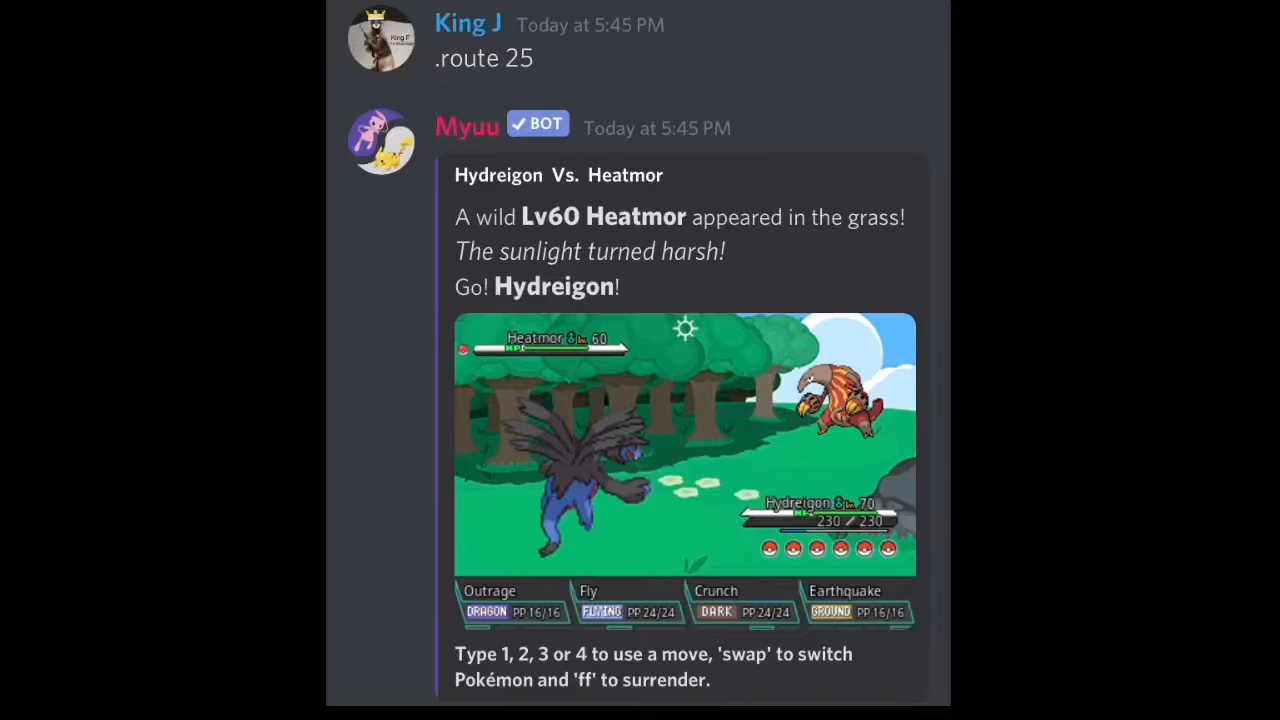 King J Today at 5:45 PM
.route 25
King F
Myuu ✓ BOT Today at 5:45 PM
Hydreigon Vs. Heatmor
A wild Lv60 Heatmor appeared in the grass!
The sunlight turned harsh!
Go! Hydreigon!
Heatmor ♂ Lv. 60
HP
Hydreigon ♂ Lv. 70
HP
230 / 230
Outrage Fly Crunch Earthquake
DRAGON PP 16/16 FLYING PP 24/24 DARK PP 24/24 GROUND PP 16/16
Type 1, 2, 3 or 4 to use a move, 'swap' to switch
Pokémon and 'ff' to surrender.